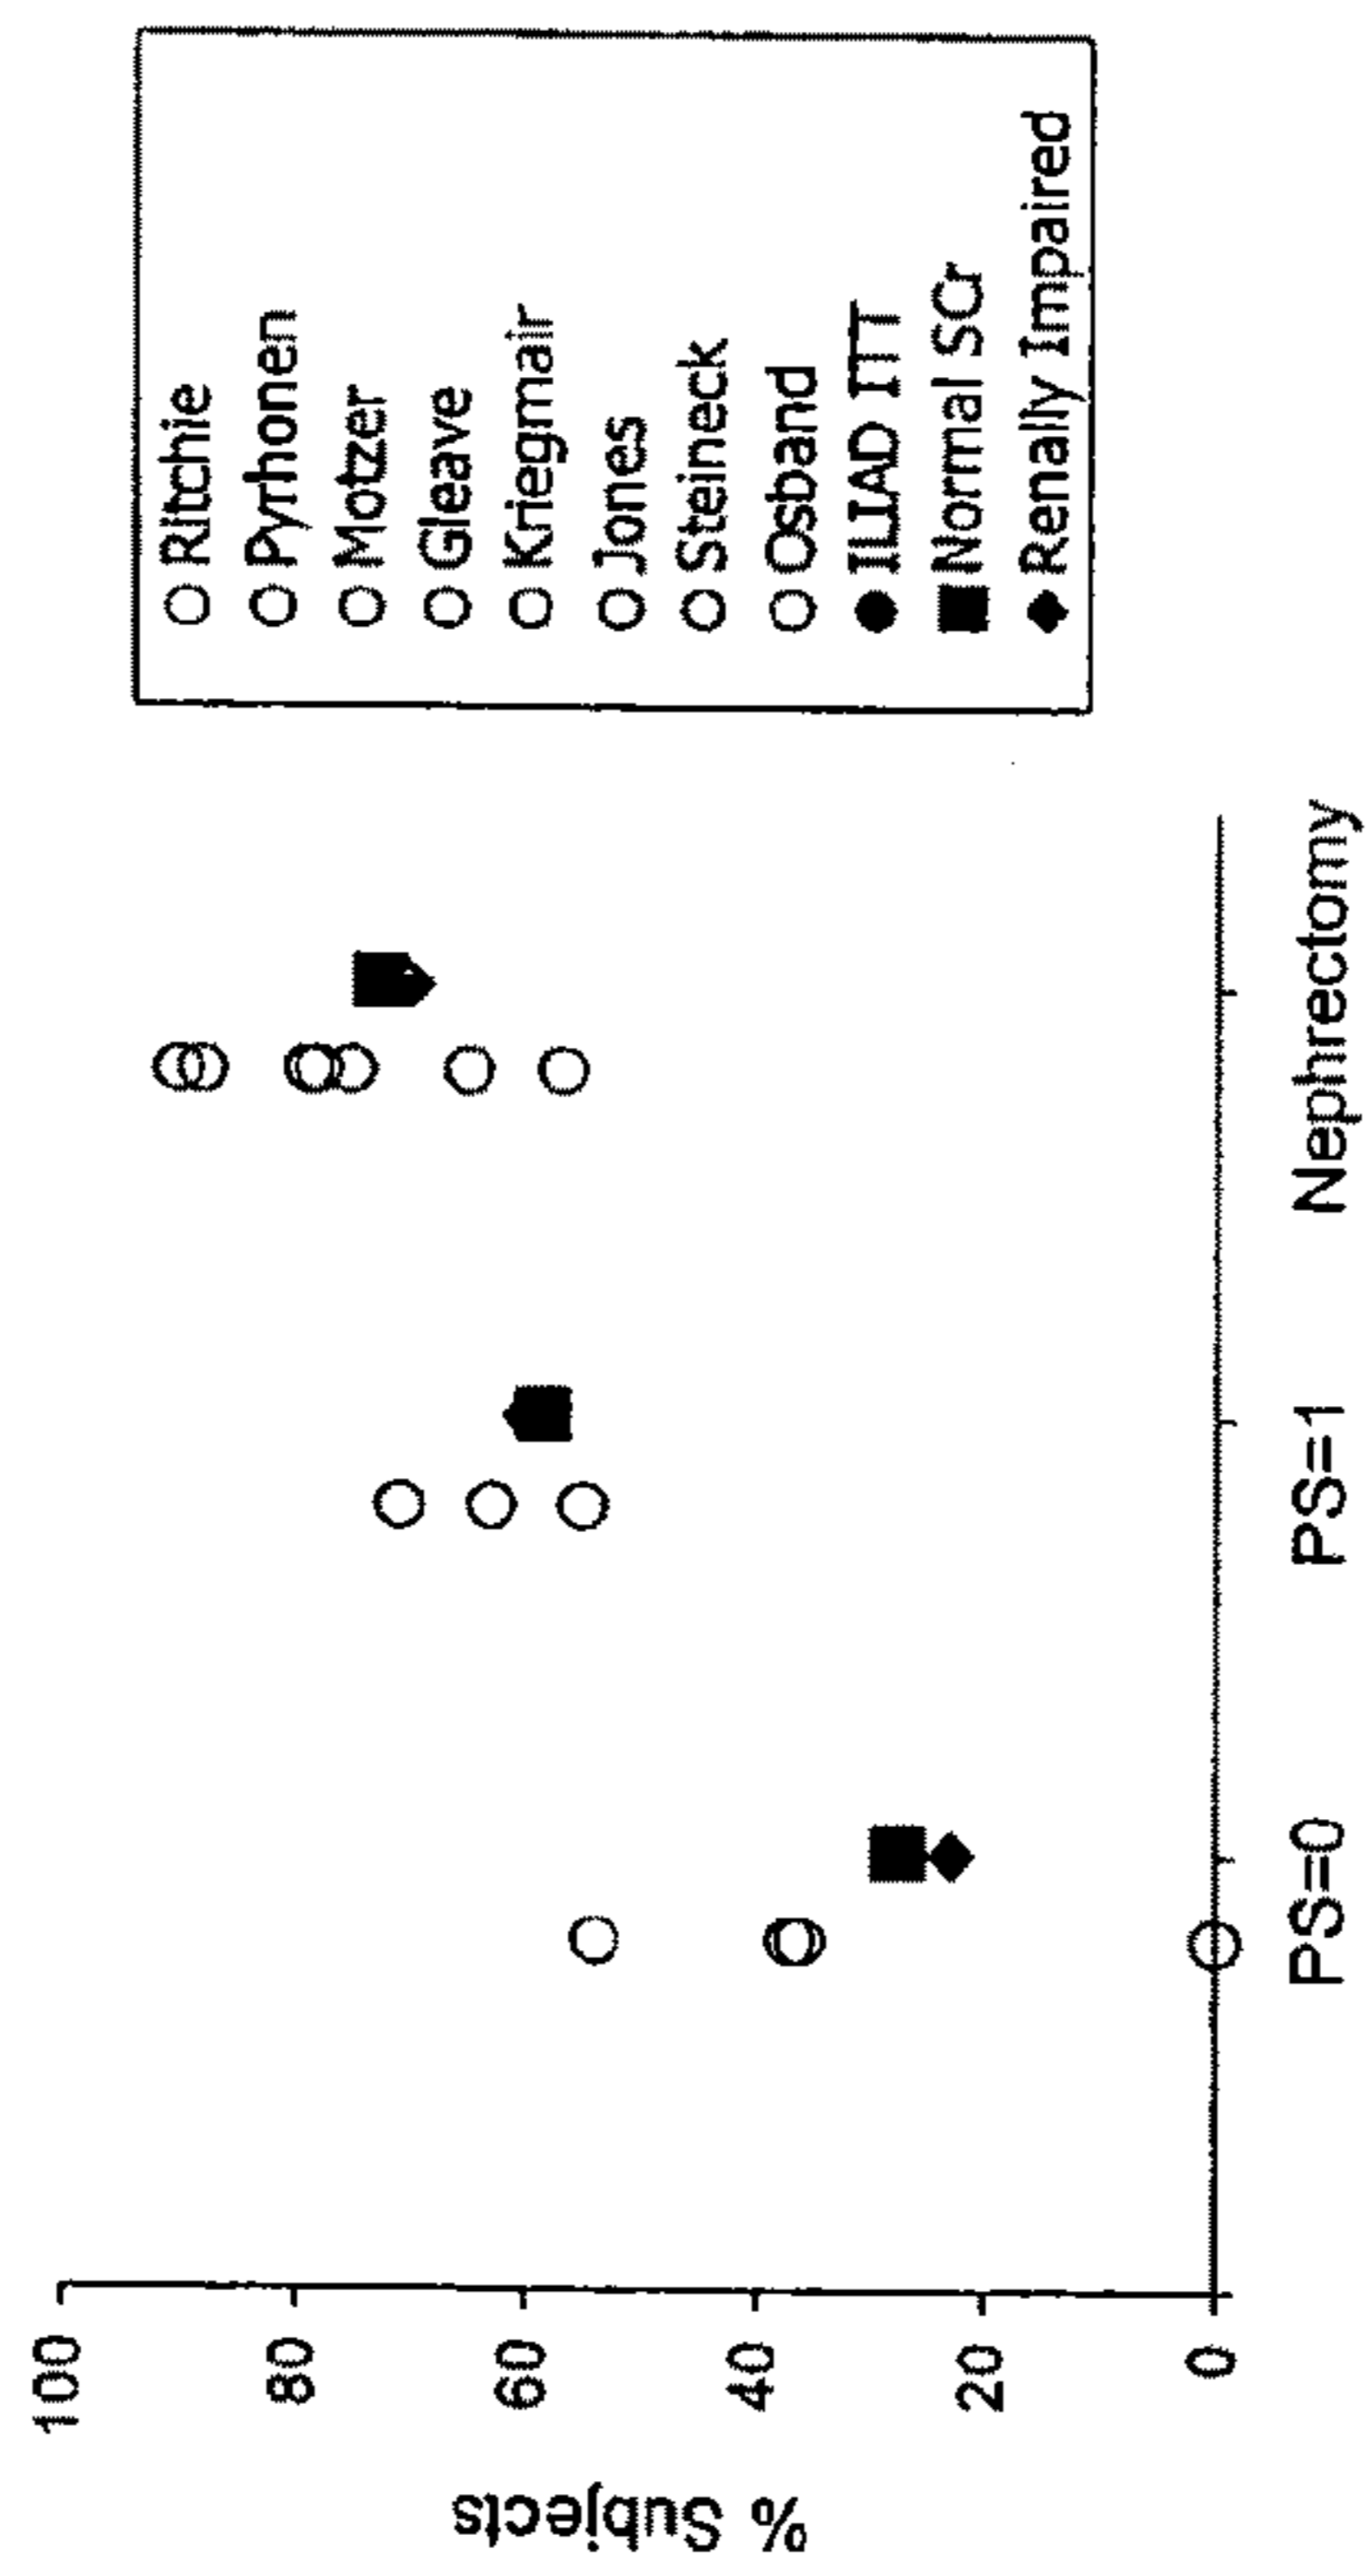 % Subjects
100
80
60
40
20
0
PS=0
PS=1
Nephrectomy
Ritchie
Pyrhonen
Motzer
Gleave
Kriegmair
Jones
Steineck
Osband
ILIAD ITT
Normal SCr
Renally Impaired